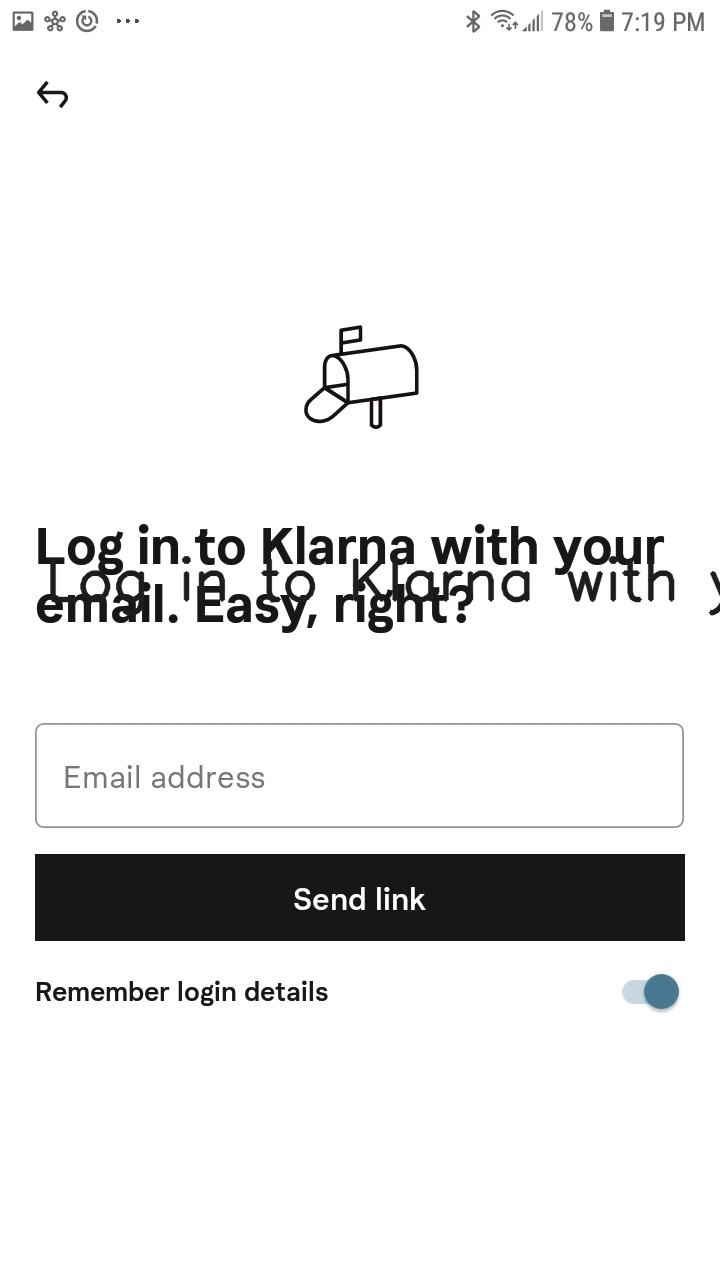 78% 7:19 PM
Log in to Klarna with your
Log in to Klarna with y
email. Easy, right?
Email address
Send link
Remember login details